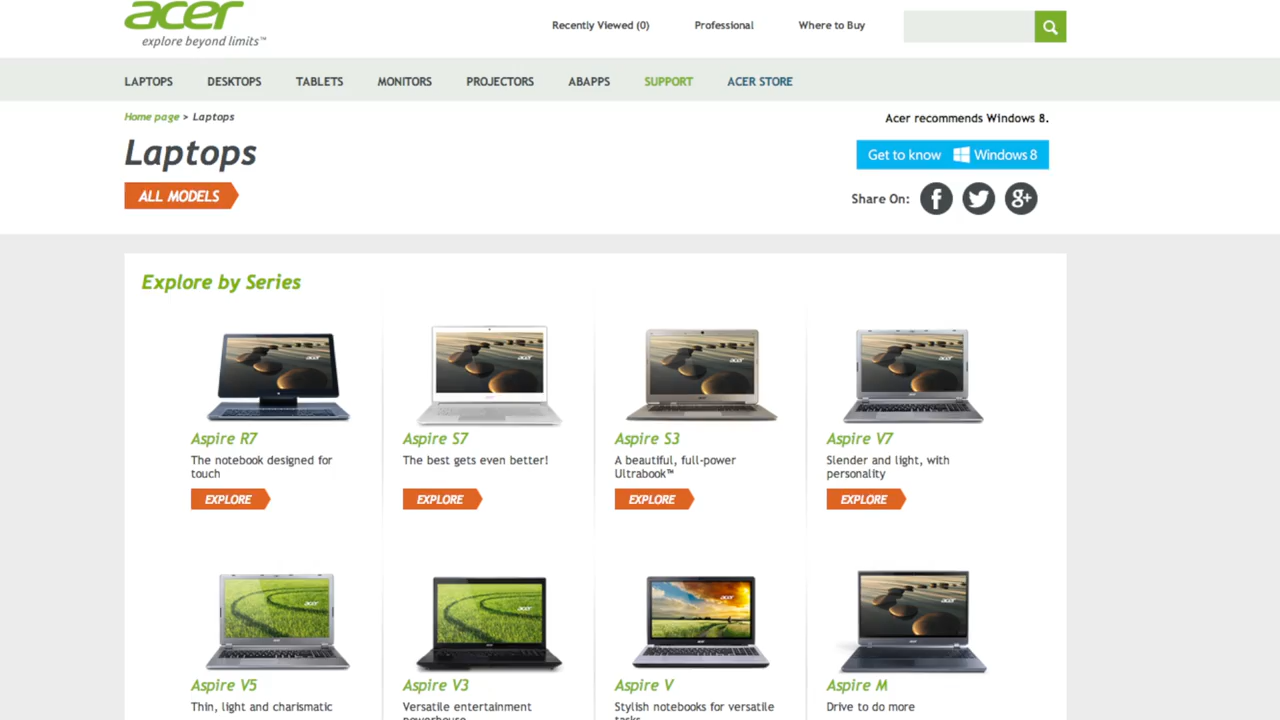 acer
explore beyond limits™
Recently Viewed (0) Professional Where to Buy
LAPTOPS DESKTOPS TABLETS MONITORS PROJECTORS ABAPPS SUPPORT ACER STORE
Home page > Laptops
Acer recommends Windows 8.
Laptops
Get to know Windows 8
ALL MODELS
Share On:
Explore by Series
Aspire R7
The notebook designed for
touch
EXPLORE
Aspire S7
The best gets even better!
EXPLORE
Aspire S3
A beautiful, full-power
Ultrabook™
EXPLORE
Aspire V7
Slender and light, with
personality
EXPLORE
Aspire V5
Thin, light and charismatic
Aspire V3
Versatile entertainment
powerhouse
Aspire V
Stylish notebooks for versatile
tasks
Aspire M
Drive to do more